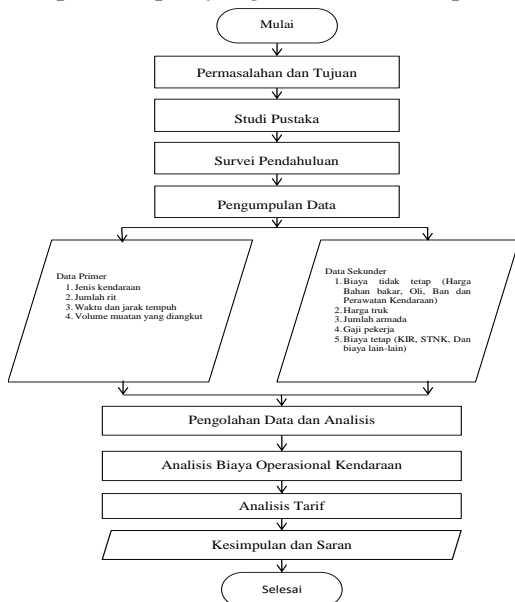 Mulai
Permasalahan dan Tujuan
Studi Pustaka
Survei Pendahuluan
Pengumpulan Data
Data Primer
1. Jenis kendaraan
2. Jumlah rit
3. Waktu dan jarak tempuh
4. Volume muatan yang diangkut
Data Sekunder
1. Biaya tidak tetap (Harga
Bahan bakar, Oli, Ban dan
Perawatan Kendaraan)
2. Harga truk
3. Jumlah armada
4. Gaji pekerja
5. Biaya tetap (KIR, STNK, Dan
biaya lain-lain)
Pengolahan Data dan Analisis
Analisis Biaya Operasional Kendaraan
Analisis Tarif
Kesimpulan dan Saran
Selesai